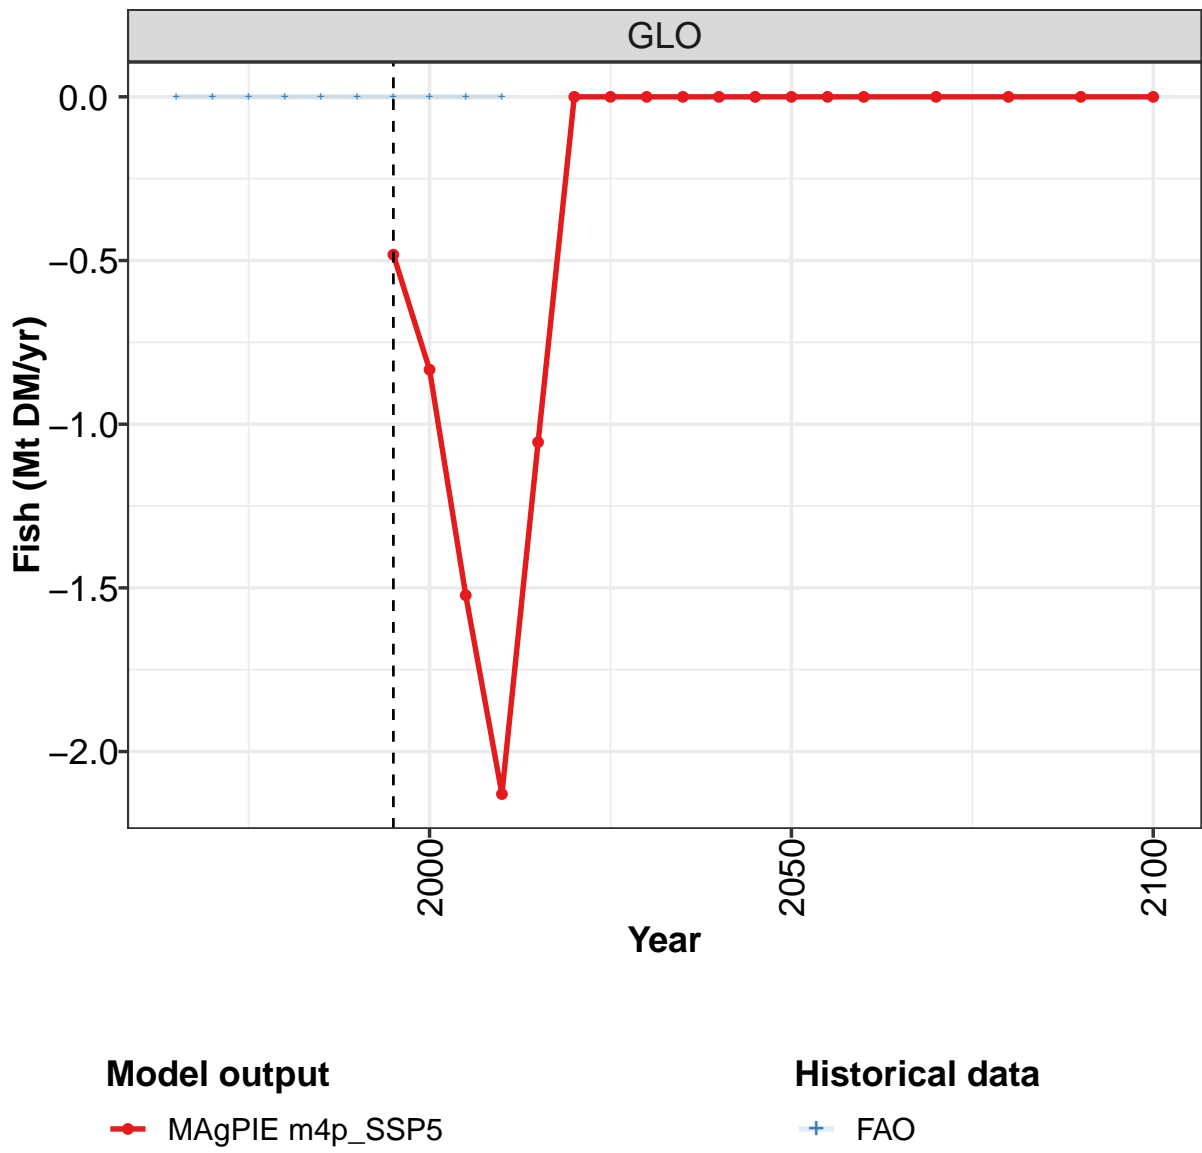 GLO
0.0
−0.5
−1.0
−1.5
−2.0
Fish (Mt DM/yr)
2000
2050
2100
Year
Model output
MAgPIE m4p_SSP5
Historical data
FAO